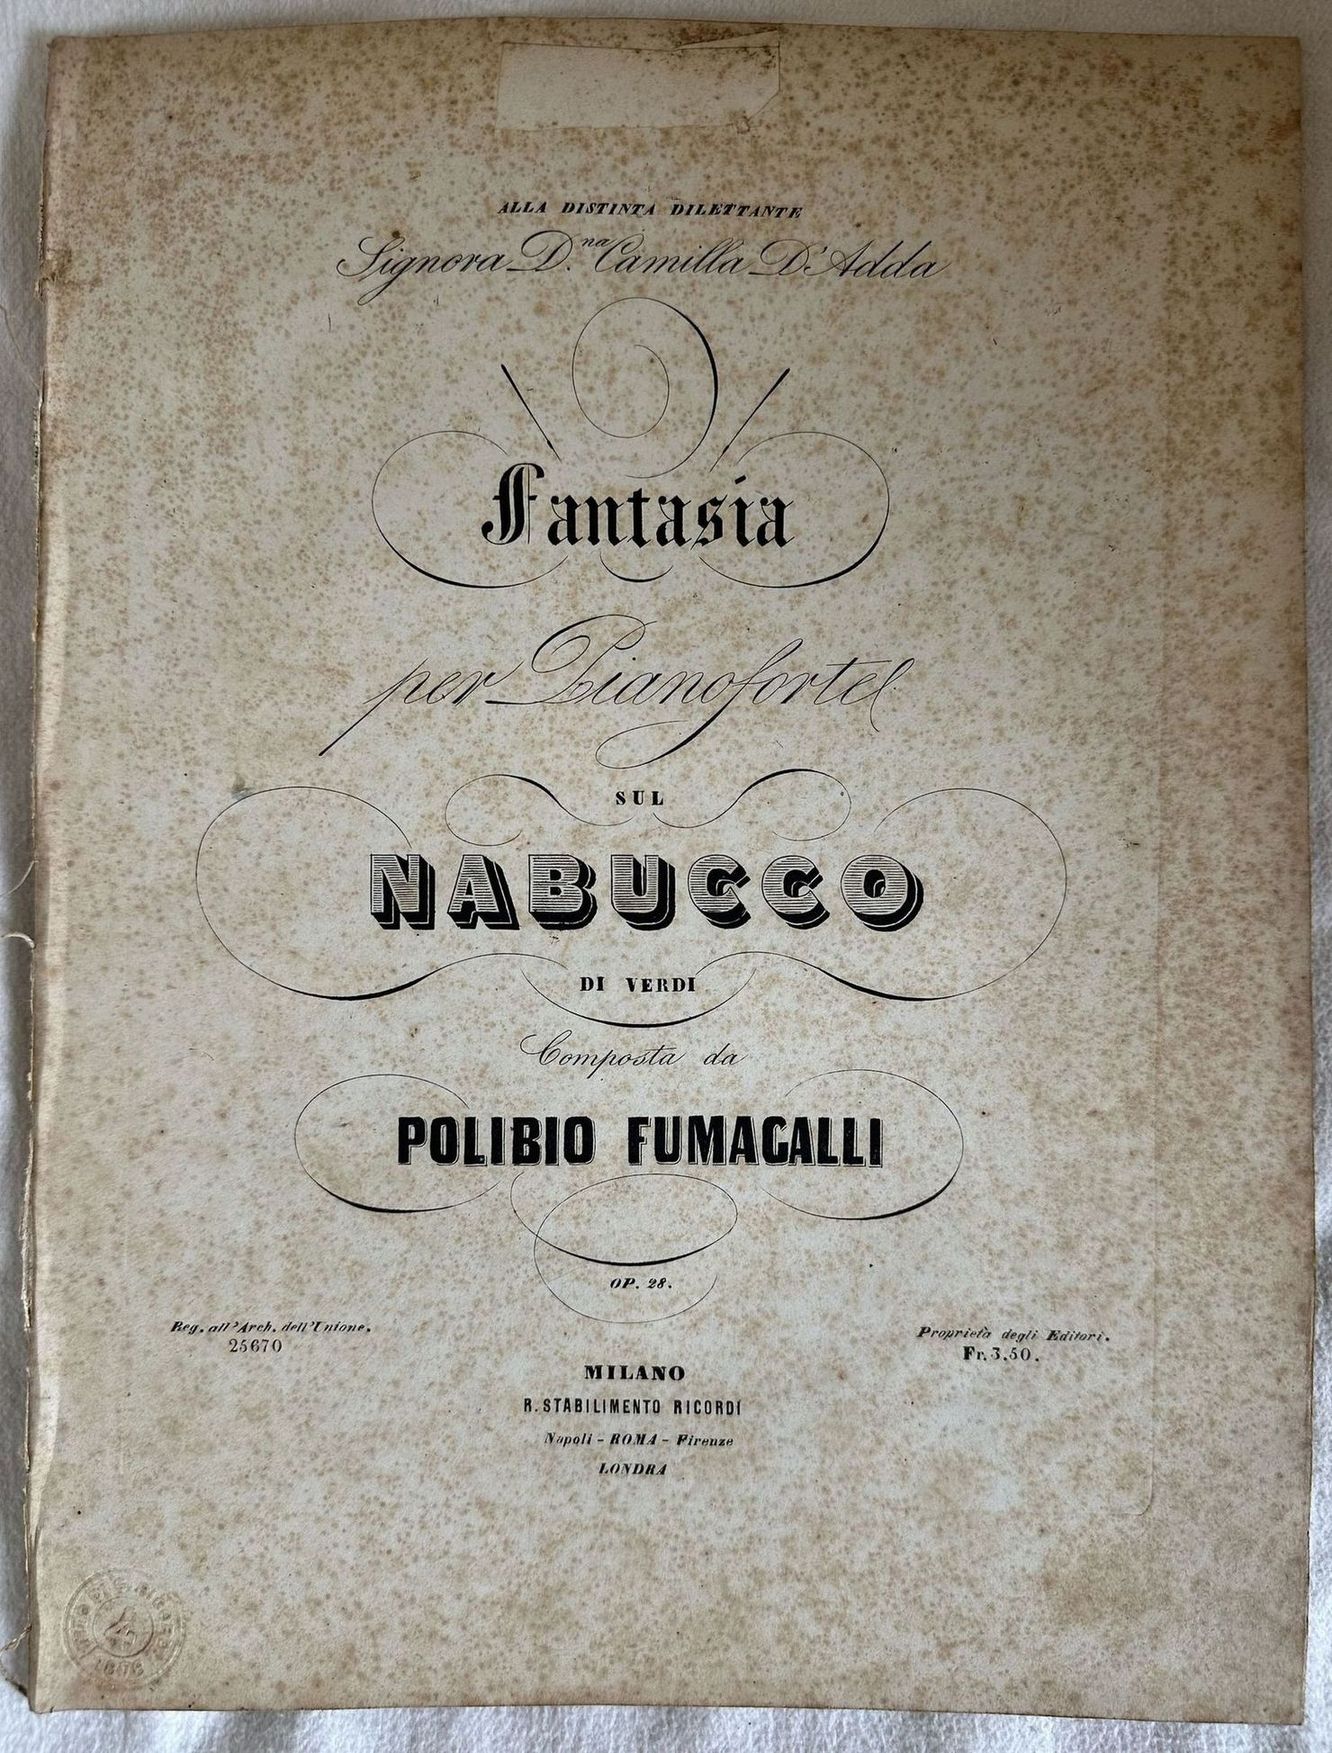 ALLA DISTINTA DILETTANTE
Signora D.na Camilla D'Adda
Fantasia
per Pianoforte
SUL
NABUCCO
DI VERDI
Composta da
POLIBIO FUMAGALLI
OP. 28.
Reg. all'Arch. dell'Unione.
25670
Proprietà degli Editori.
Fr. 3.50.
MILANO
R. STABILIMENTO RICORDI
Napoli - ROMA - Firenze
LONDRA